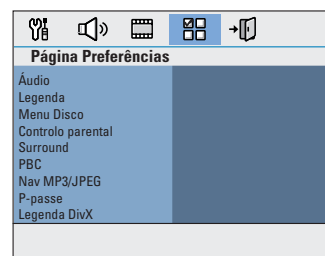 Página Preferências
Áudio
Legenda
Menu Disco
Controlo parental
Surround
PBC
Nav MP3/JPEG
P-passe
Legenda DivX